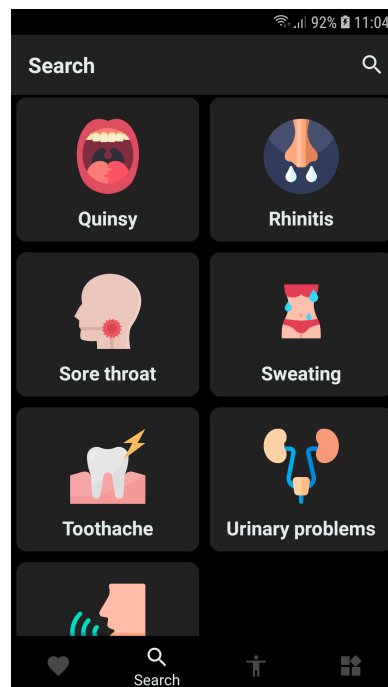 92% 11:04
Search
Quinsy
Rhinitis
Sore throat
Sweating
Toothache
Urinary problems
Search